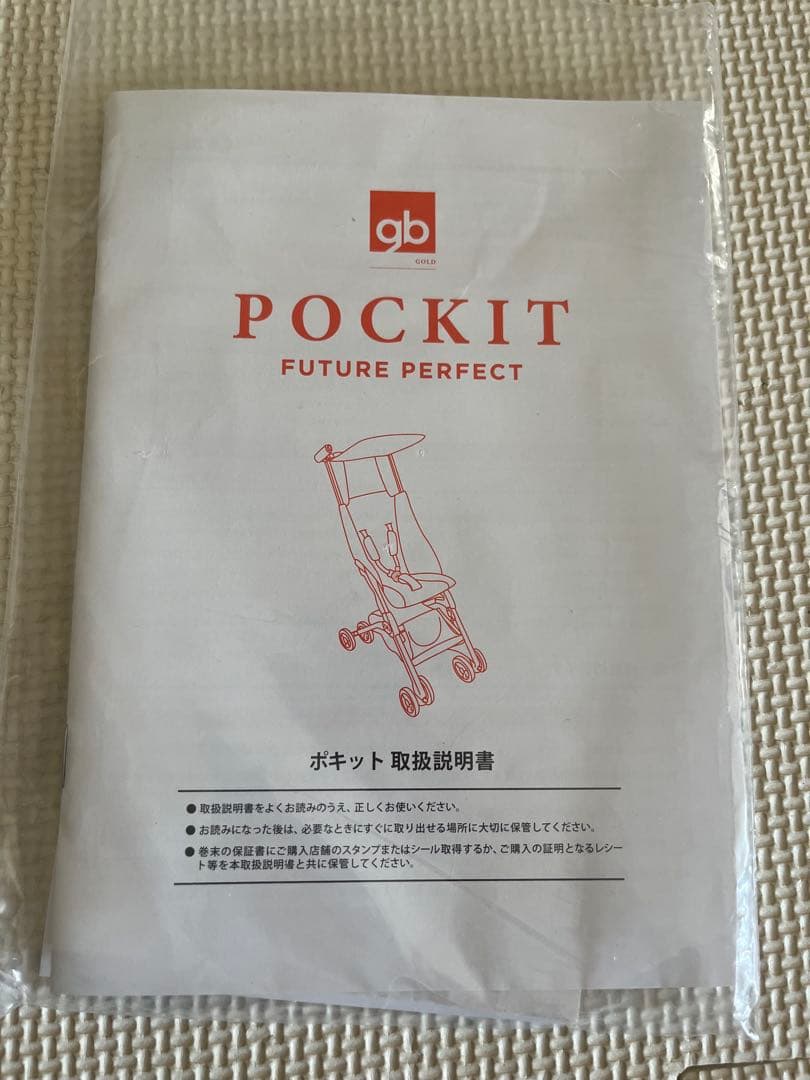 gb
GOLD
POCKIT
FUTURE PERFECT
ポキット 取扱説明書
● 取扱説明書をよくお読みのうえ、正しくお使いください。
● お読みになった後は、必要なときにすぐに取り出せる場所に大切に保管してください。
● 巻末の保証書にご購入店舗のスタンプまたはシール取得するか、ご購入の証明となるレシー
ト等を本取扱説明書と共に保管してください。